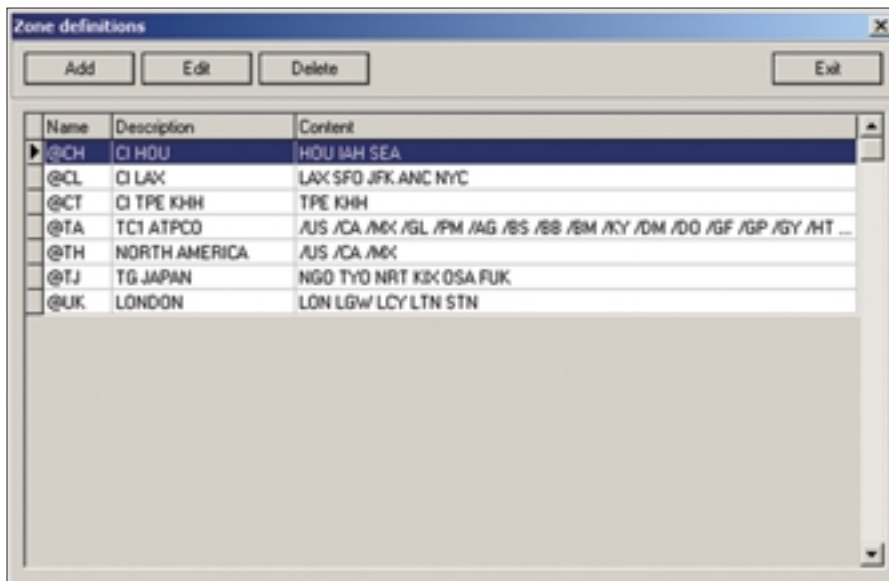 Zone definitions
Add Edit Delete Exit
Name Description Content
@CH CI HOU HOU IAH SEA
@CL CI LAX LAX SFO JFK ANC NYC
@CT CI TPE KHH TPE KHH
@TA TC1 ATPCO /US /CA /MX /GL /PM /AG /BS /BB /BM /KY /DM /DO /GF /GP /GY /HT ...
@TH NORTH AMERICA /US /CA /MX
@TJ TG JAPAN NGO TYO NRT KIX OSA FUK
@UK LONDON LON LGW LCY LTN STN